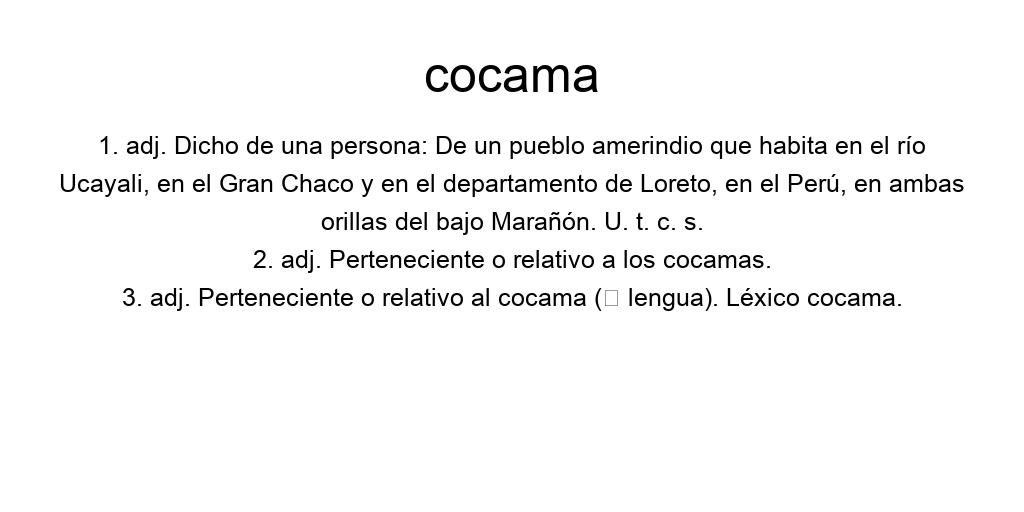 cocama
1. adj. Dicho de una persona: De un pueblo amerindio que habita en el río
Ucayali, en el Gran Chaco y en el departamento de Loreto, en el Perú, en ambas
orillas del bajo Marañón. U. t. c. s.
2. adj. Perteneciente o relativo a los cocamas.
3. adj. Perteneciente o relativo al cocama (□ lengua). Léxico cocama.